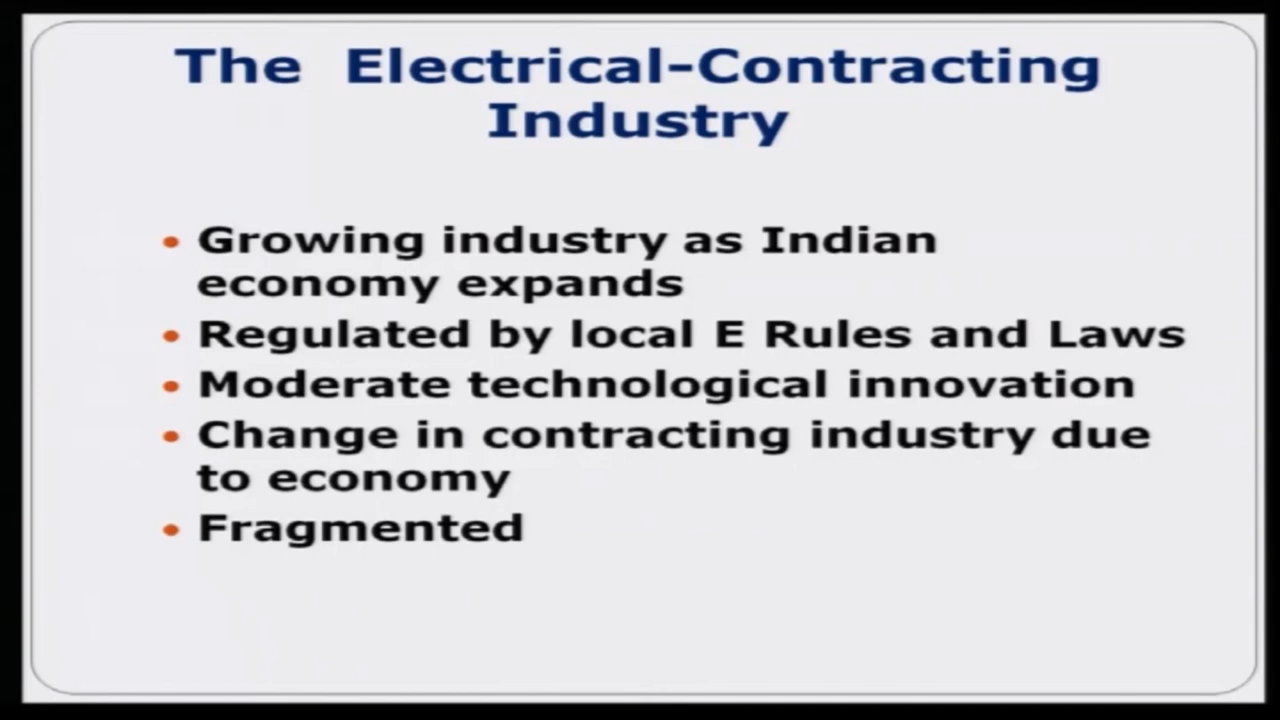 The Electrical-Contracting
Industry
• Growing industry as Indian
economy expands
• Regulated by local E Rules and Laws
• Moderate technological innovation
• Change in contracting industry due
to economy
• Fragmented